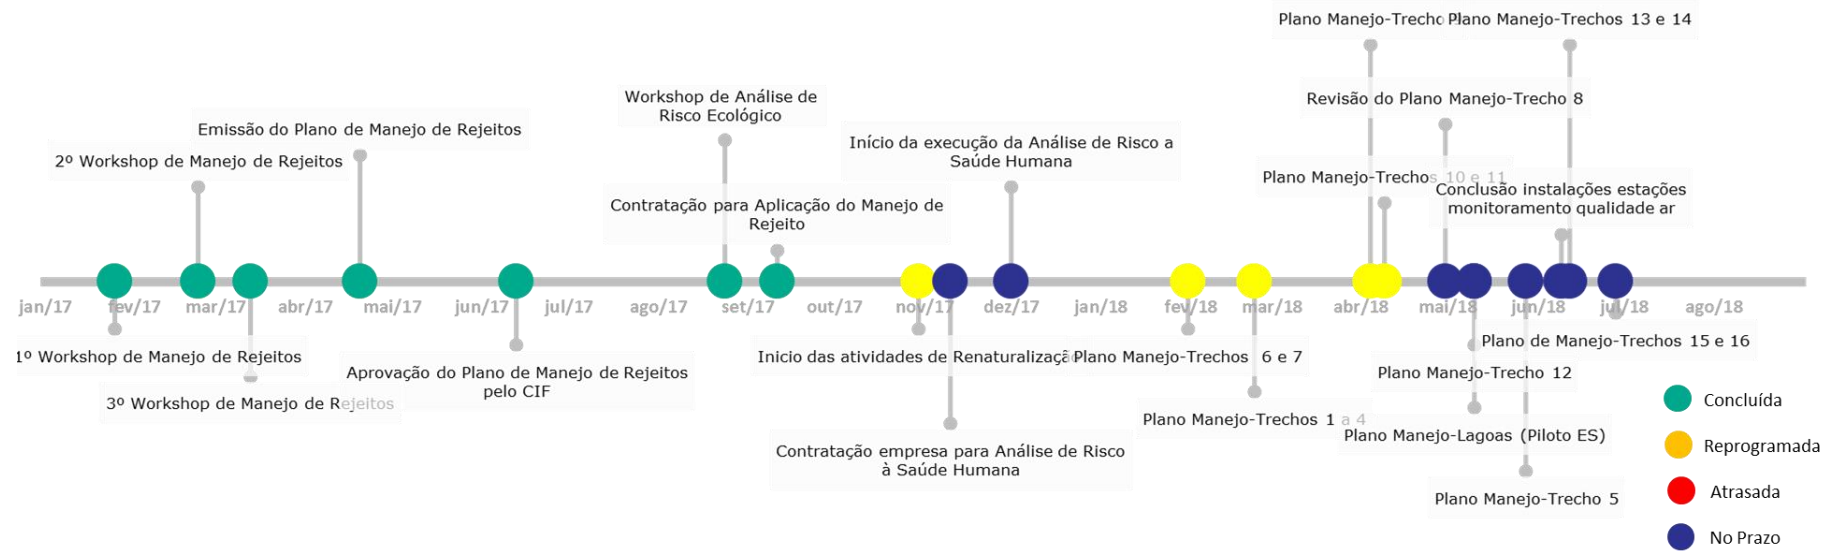 Plano Manejo-Trecho
Plano Manejo-Trechos 13 e 14
Revisão do Plano Manejo-Trecho 8
Workshop de Análise de
Risco Ecológico
Emissão do Plano de Manejo de Rejeitos
Início da execução da Análise de Risco a
Saúde Humana
2º Workshop de Manejo de Rejeitos
Plano Manejo-Trechos 10 e 11
Conclusão instalações estações
monitoramento qualidade ar
Contratação para Aplicação do Manejo de
Rejeito
jan/17 fev/17 mar/17 abr/17 mai/17 jun/17 jul/17 ago/17 set/17 out/17 nov/17 dez/17 jan/18 fev/18 mar/18 abr/18 mai/18 jun/18 jul/18 ago/18
Plano de Manejo-Trechos 15 e 16
1º Workshop de Manejo de Rejeitos
Inicio das atividades de Renaturalização
Plano Manejo-Trechos 6 e 7
Aprovação do Plano de Manejo de Rejeitos
pelo CIF
Plano Manejo-Trecho 12
3º Workshop de Manejo de Rejeitos
Plano Manejo-Trechos 1 a 4
Plano Manejo-Lagoas (Piloto ES)
Contratação empresa para Análise de Risco
à Saúde Humana
Plano Manejo-Trecho 5
Concluída
Reprogramada
Atrasada
No Prazo